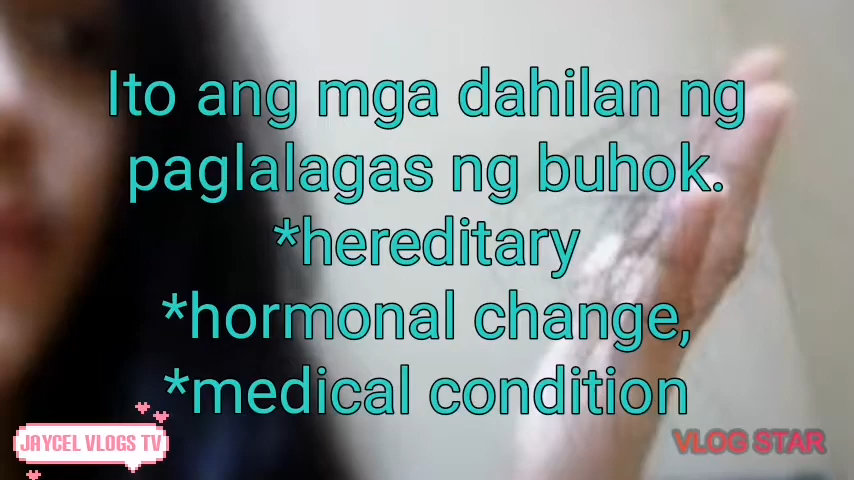 Ito ang mga dahilan ng
paglalagas ng buhok.
*hereditary
*hormonal change,
*medical condition
JAYCEL VLOGS TV
VLOG STAR